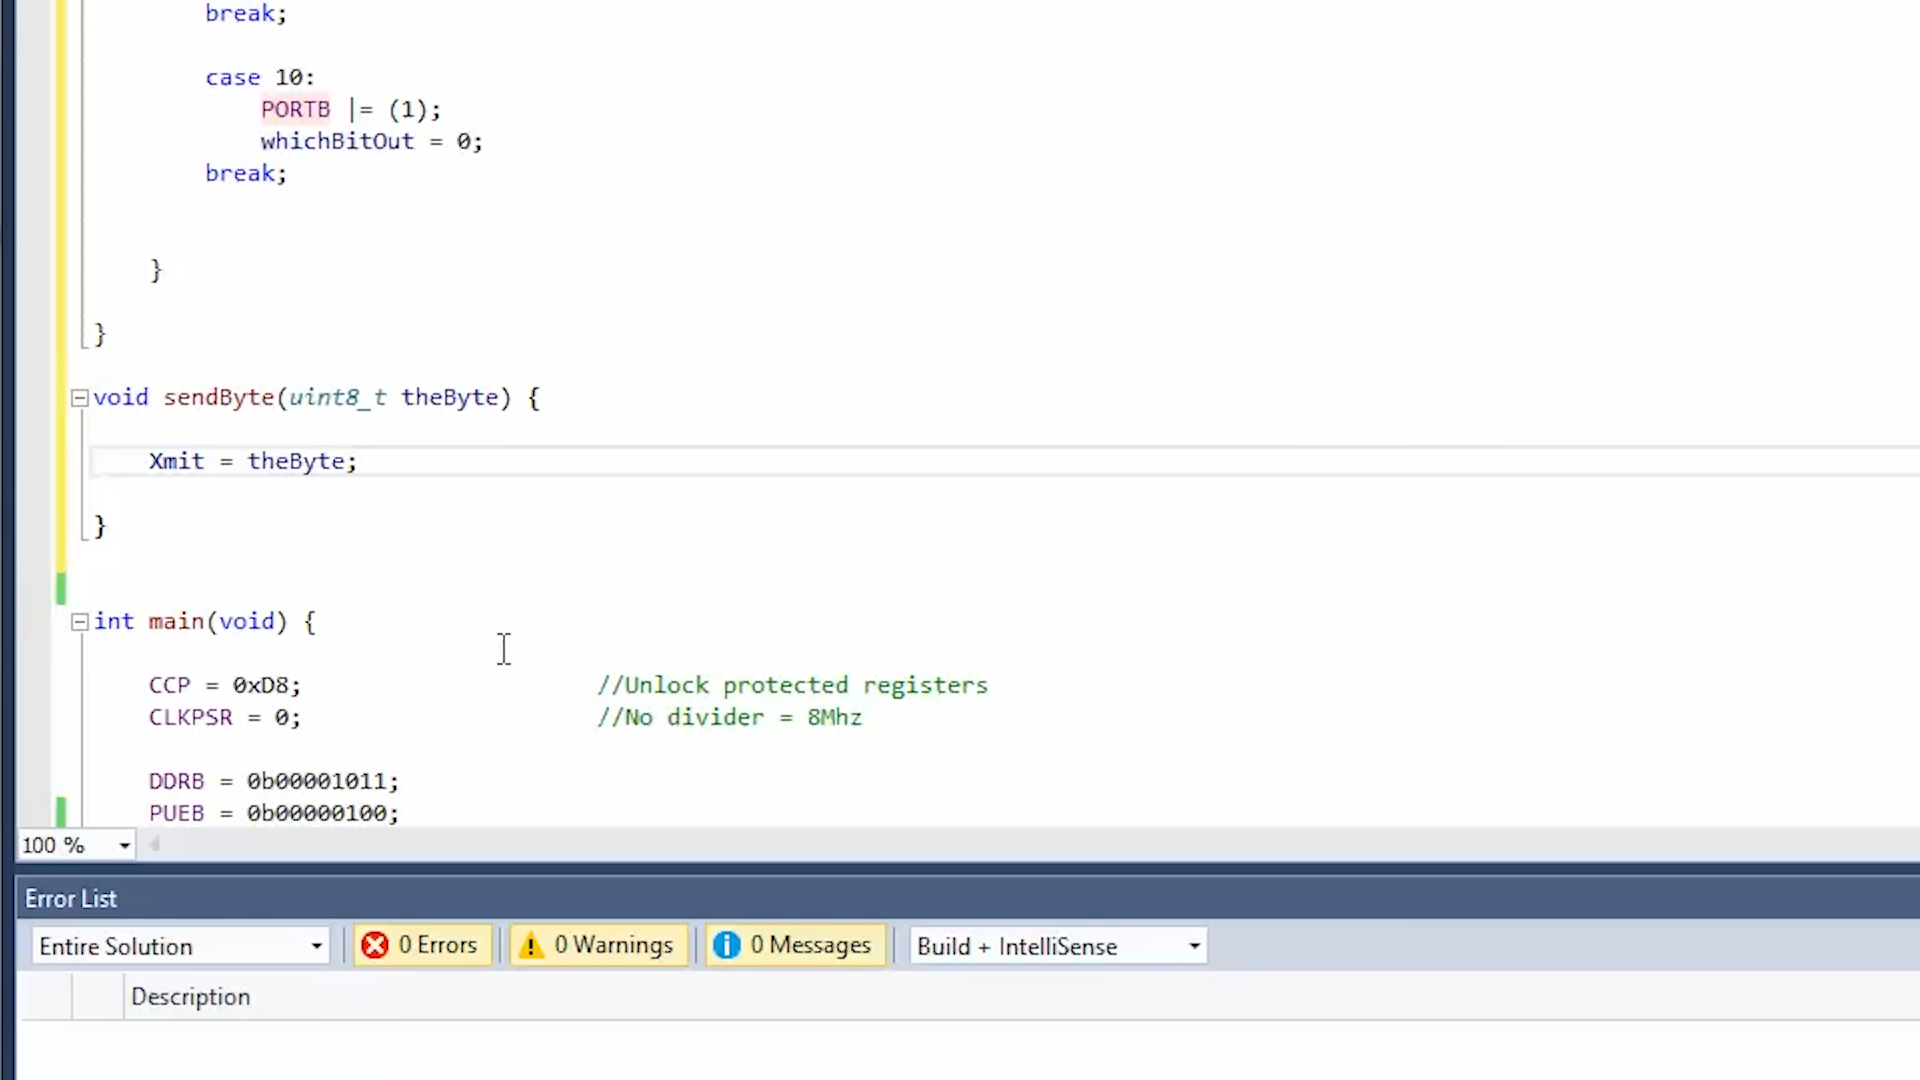 break;
case 10:
PORTB |= (1);
whichBitOut = 0;
break;
}
}
void sendByte(uint8_t theByte) {
Xmit = theByte;
}
int main(void) {
CCP = 0xD8; //Unlock protected registers
CLKPSR = 0; //No divider = 8Mhz
DDRB = 0b00001011;
PUEB = 0b00000100;
100 %
Error List
Entire Solution 0 Errors 0 Warnings 0 Messages Build + IntelliSense
Description